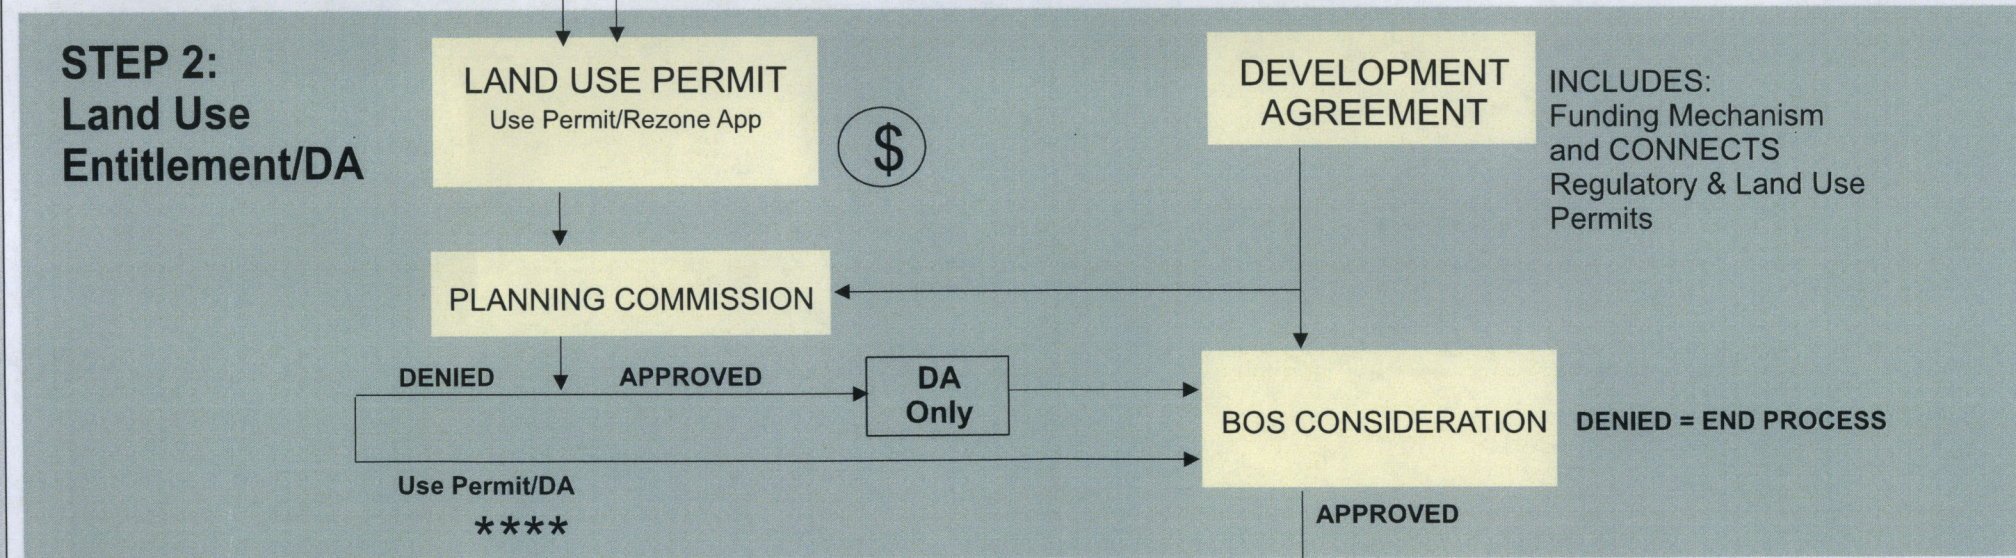 STEP 2:
Land Use
Entitlement/DA
LAND USE PERMIT
Use Permit/Rezone App
$
DEVELOPMENT
AGREEMENT
INCLUDES:
Funding Mechanism
and CONNECTS
Regulatory & Land Use
Permits
PLANNING COMMISSION
DENIED
APPROVED
DA
Only
BOS CONSIDERATION
DENIED = END PROCESS
Use Permit/DA
****
APPROVED